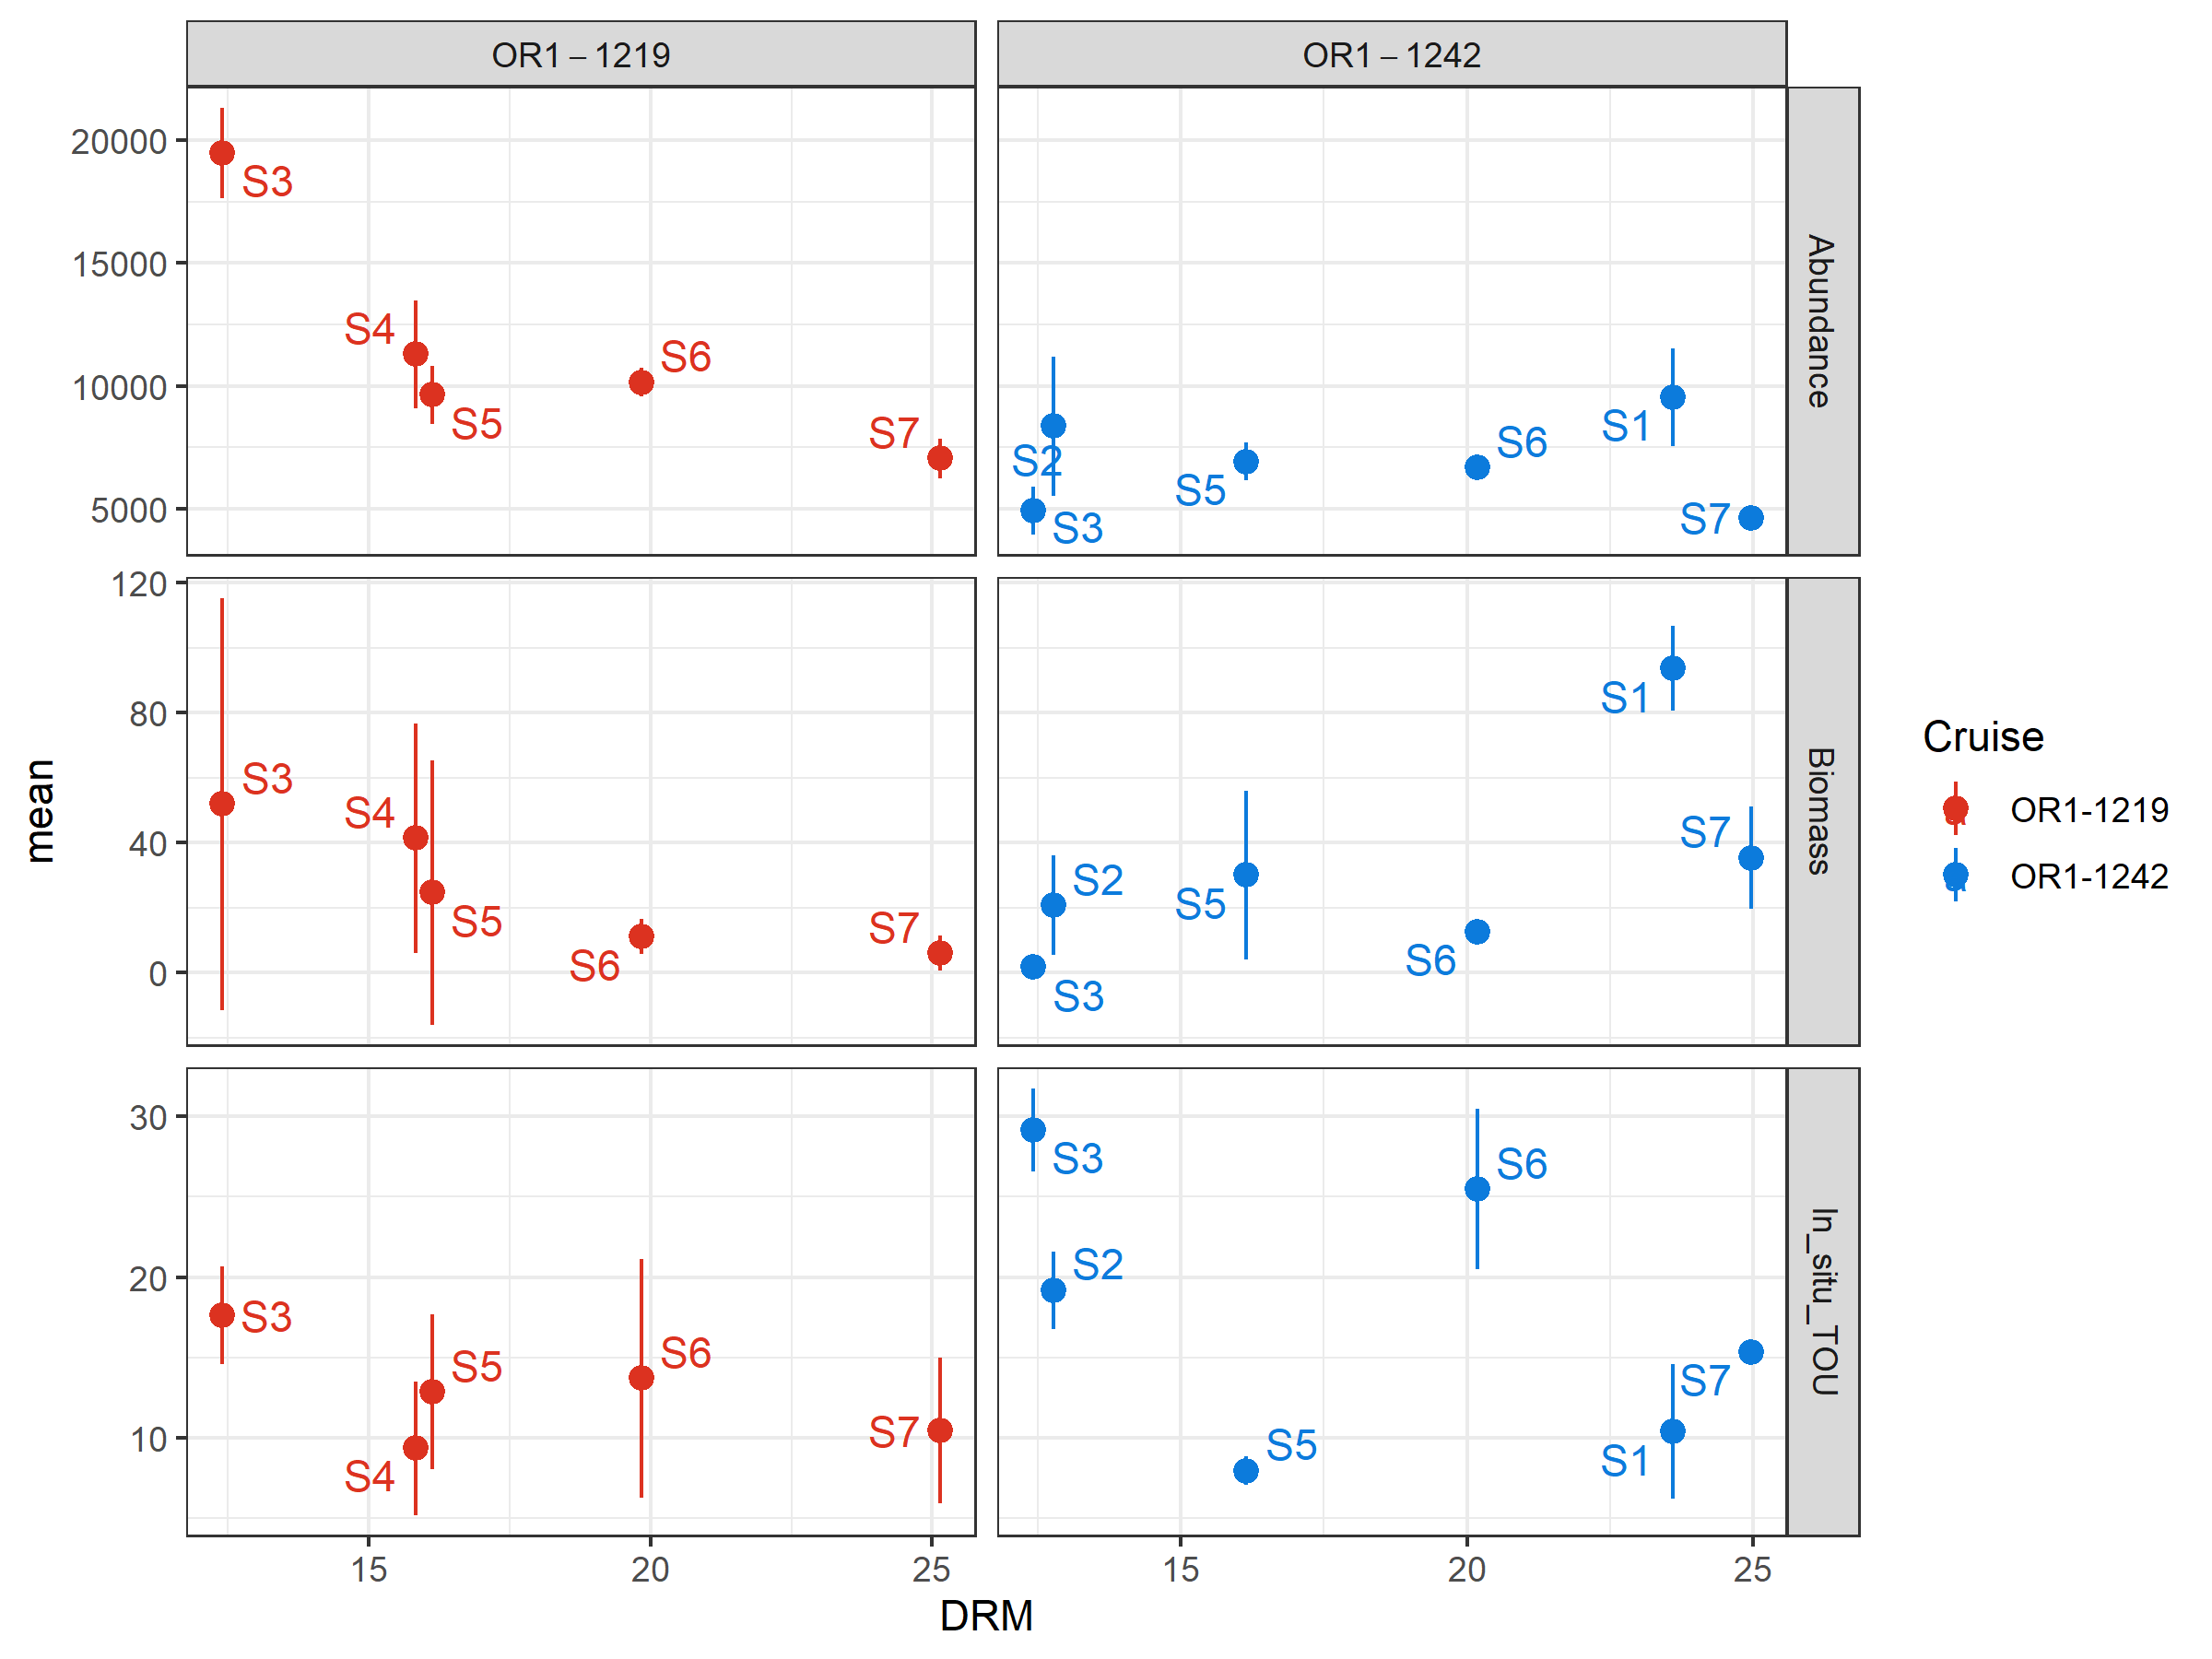 OR1 – 1219
OR1 – 1242
20000
15000
10000
5000
S3
S4
S5
S6
S7
S2
S3
S5
S6
S1
S7
Abundance
120
80
40
0
S3
S4
S5
S6
S7
S2
S3
S5
S6
S1
S7
Biomass
mean
30
20
10
S3
S4
S5
S6
S7
S3
S2
S5
S6
S1
S7
In_situ_TOU
15
20
25
15
20
25
DRM
Cruise
OR1-1219
OR1-1242